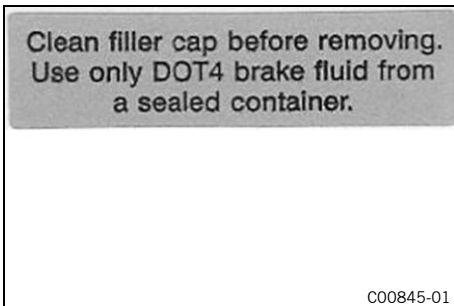 Clean filler cap before removing.
Use only DOT4 brake fluid from
a sealed container.
C00845-01